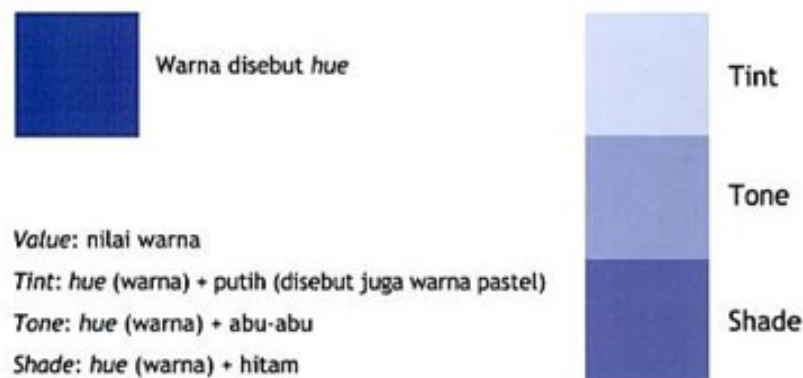 Warna disebut hue
Value: nilai warna
Tint: hue (warna) + putih (disebut juga warna pastel)
Tone: hue (warna) + abu-abu
Shade: hue (warna) + hitam
Tint
Tone
Shade